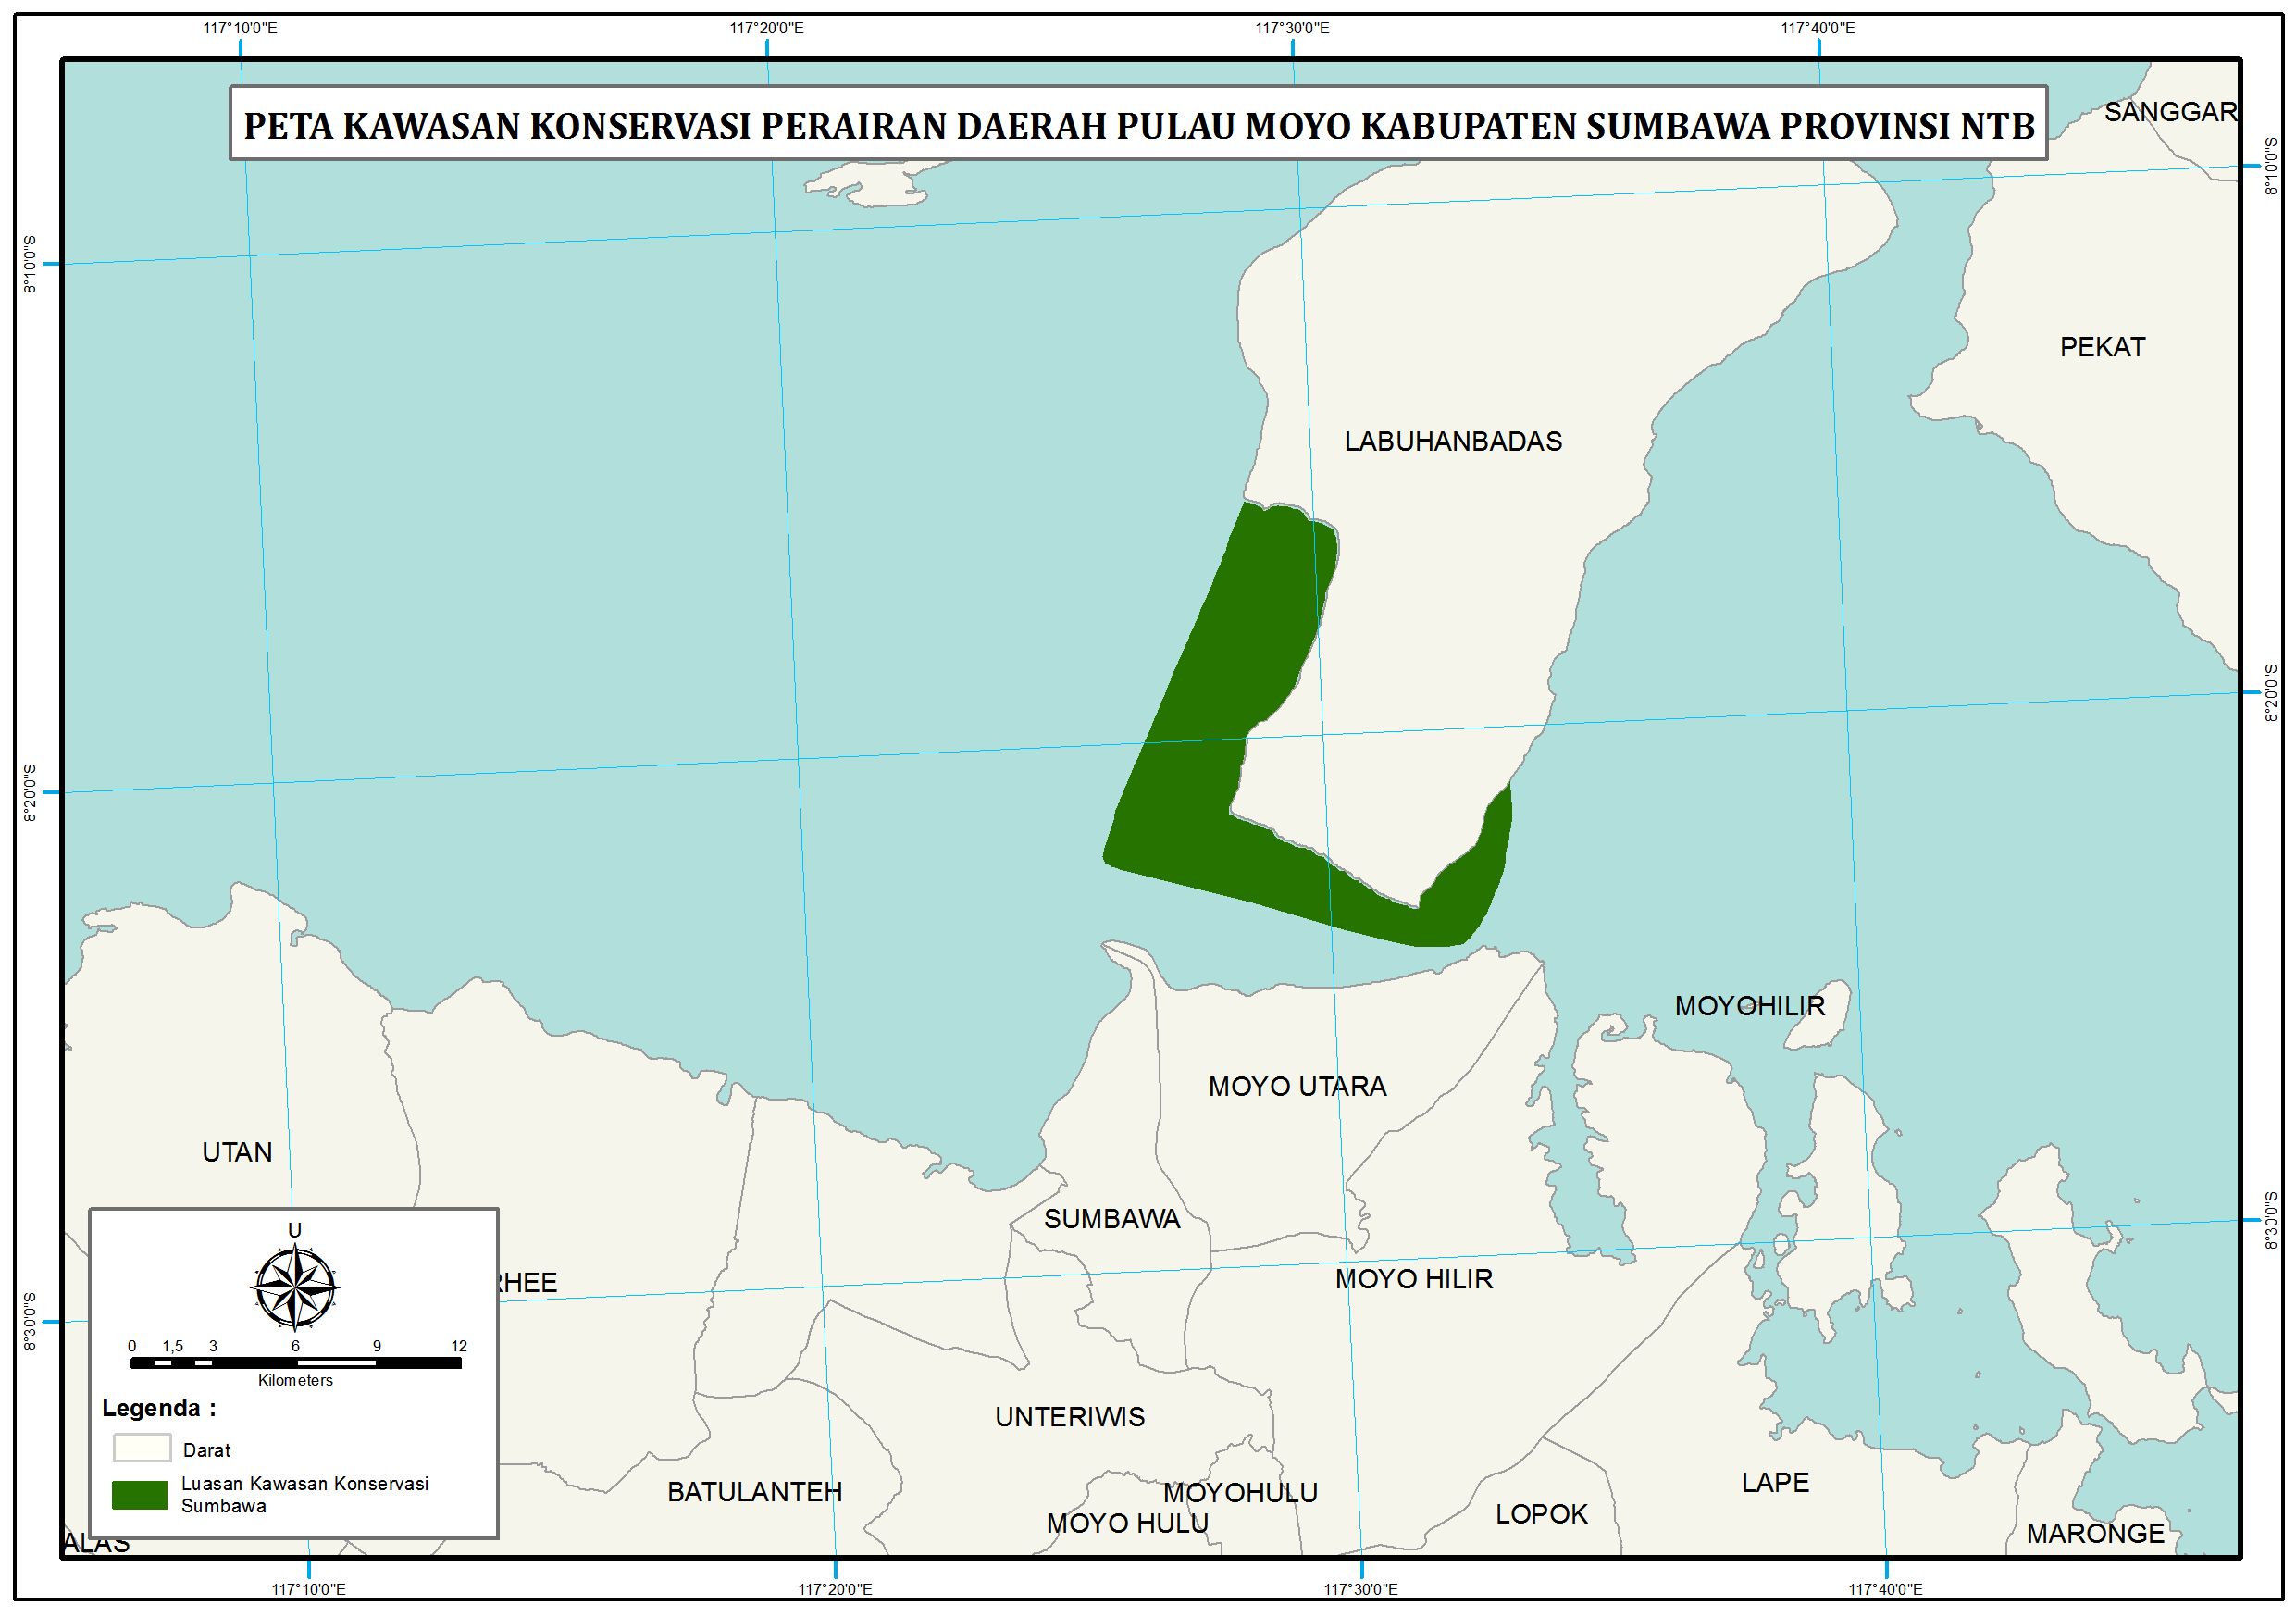 117°10'0"E
117°20'0"E
117°30'0"E
117°40'0"E
PETA KAWASAN KONSERVASI PERAIRAN DAERAH PULAU MOYO KABUPATEN SUMBAWA PROVINSI NTB
SANGGAR
8°10'0"S
8°10'0"S
PEKAT
LABUHANBADAS
8°20'0"S
8°20'0"S
MOYOHILIR
MOYO UTARA
UTAN
SUMBAWA
8°30'0"S
RHEE
MOYO HILIR
8°30'0"S
UNTERIWIS
BATULANTEH
MOYOHULU
MOYO HULU
LOPOK
LAPE
MARONGE
ALAS
U
0 1,5 3 6 9 12
Kilometers
Legenda :
Darat
Luasan Kawasan Konservasi
Sumbawa
117°10'0"E
117°20'0"E
117°30'0"E
117°40'0"E